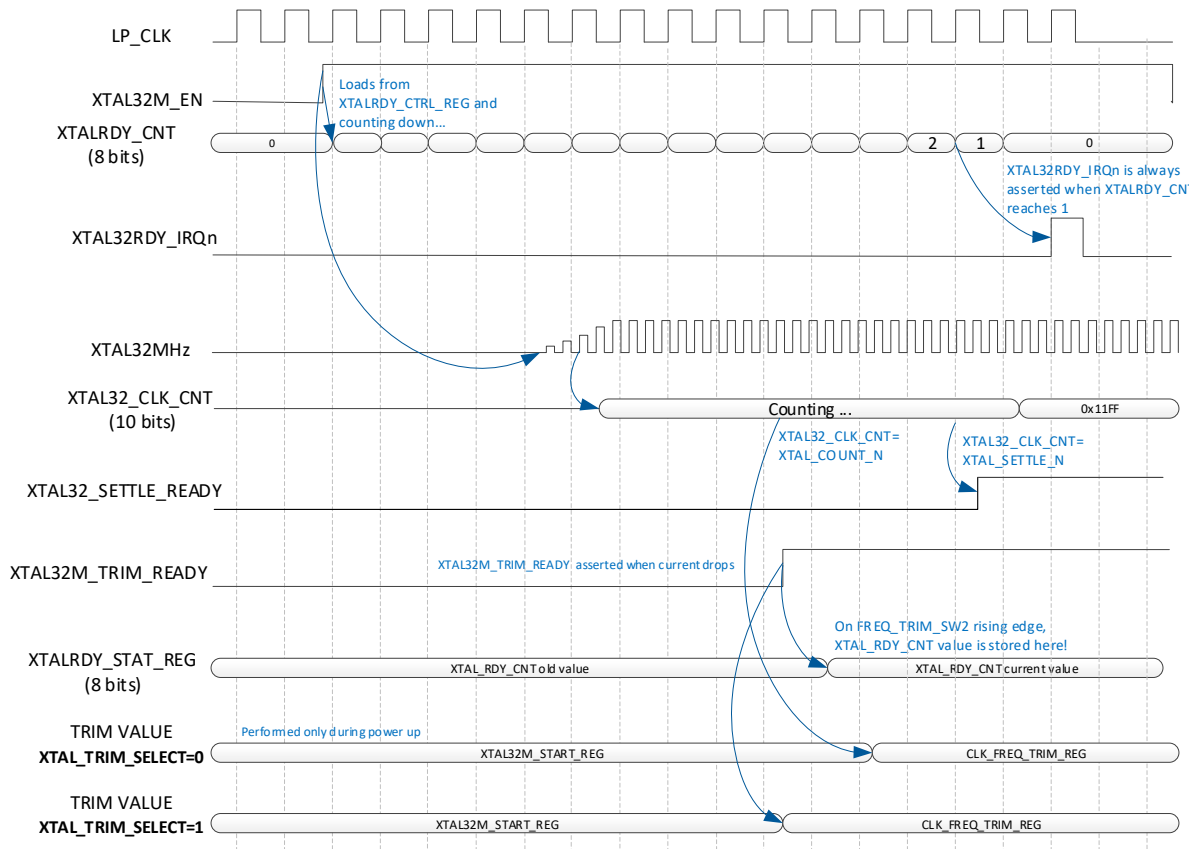 LP_CLK
XTAL32M_EN
Loads from
XTALRDY_CTRL_REG and
counting down...
XTALRDY_CNT
(8 bits)
0
2
1
0
XTAL32RDY_IRQn is always
asserted when XTALRDY_CNT
reaches 1
XTAL32RDY_IRQn
XTAL32MHz
XTAL32_CLK_CNT
(10 bits)
Counting ...
0x11FF
XTAL32_CLK_CNT=
XTAL_COUNT_N
XTAL32_CLK_CNT=
XTAL_SETTLE_N
XTAL32_SETTLE_READY
XTAL32M_TRIM_READY
XTAL32M_TRIM_READY asserted when current drops
On FREQ_TRIM_SW2 rising edge,
XTAL_RDY_CNT value is stored here!
XTALRDY_STAT_REG
(8 bits)
XTAL_RDY_CNT old value
XTAL_RDY_CNT current value
TRIM VALUE
XTAL_TRIM_SELECT=0
Performed only during power up
XTAL32M_START_REG
CLK_FREQ_TRIM_REG
TRIM VALUE
XTAL_TRIM_SELECT=1
XTAL32M_START_REG
CLK_FREQ_TRIM_REG